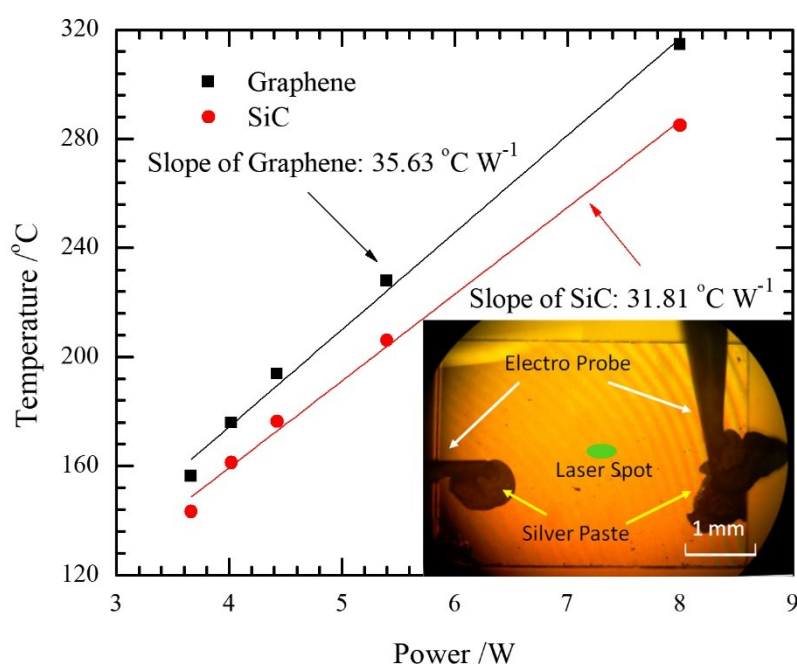 320
280
240
200
160
120
Temperature /°C
Graphene
SiC
Slope of Graphene: 35.63 °C W⁻¹
Slope of SiC: 31.81 °C W⁻¹
Electro Probe
Laser Spot
Silver Paste
1 mm
3 4 5 6 7 8 9
Power /W